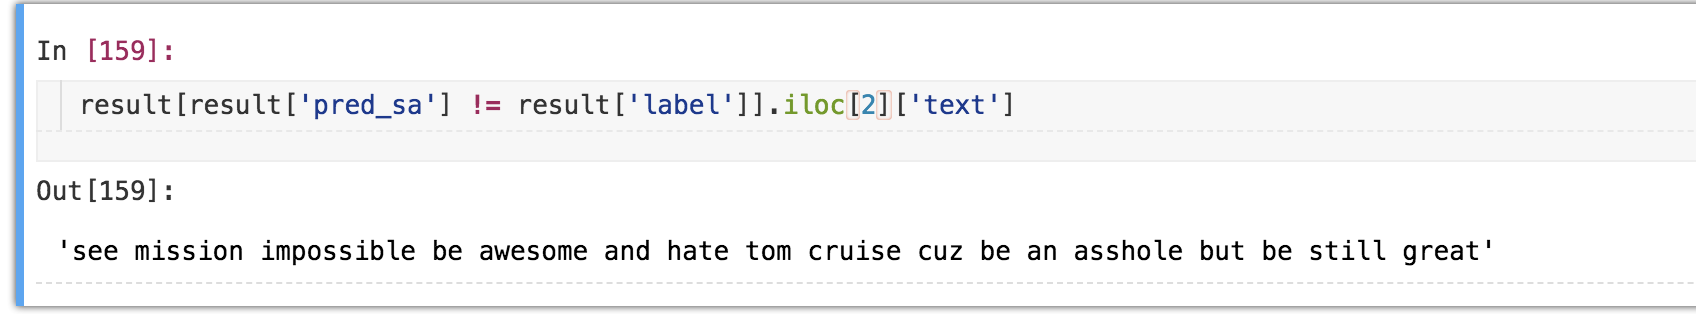 In [159]:
result[result['pred_sa'] != result['label']].iloc[2]['text']
Out[159]:
'see mission impossible be awesome and hate tom cruise cuz be an asshole but be still great'